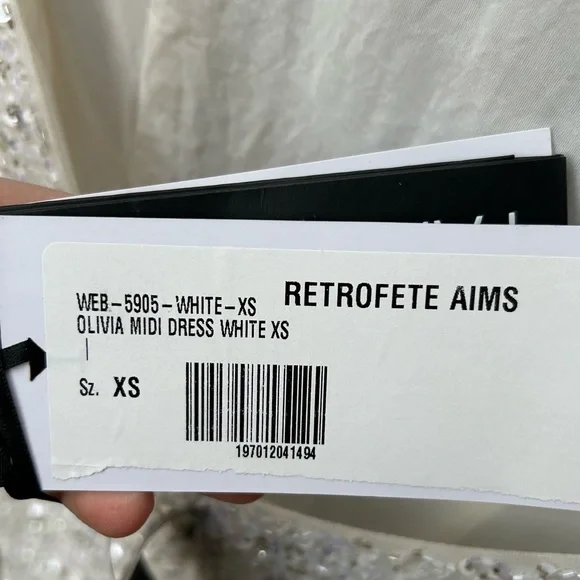 WEB-5905-WHITE-XS RETROFETE AIMS
OLIVIA MIDI DRESS WHITE XS
Sz. XS
197012041494